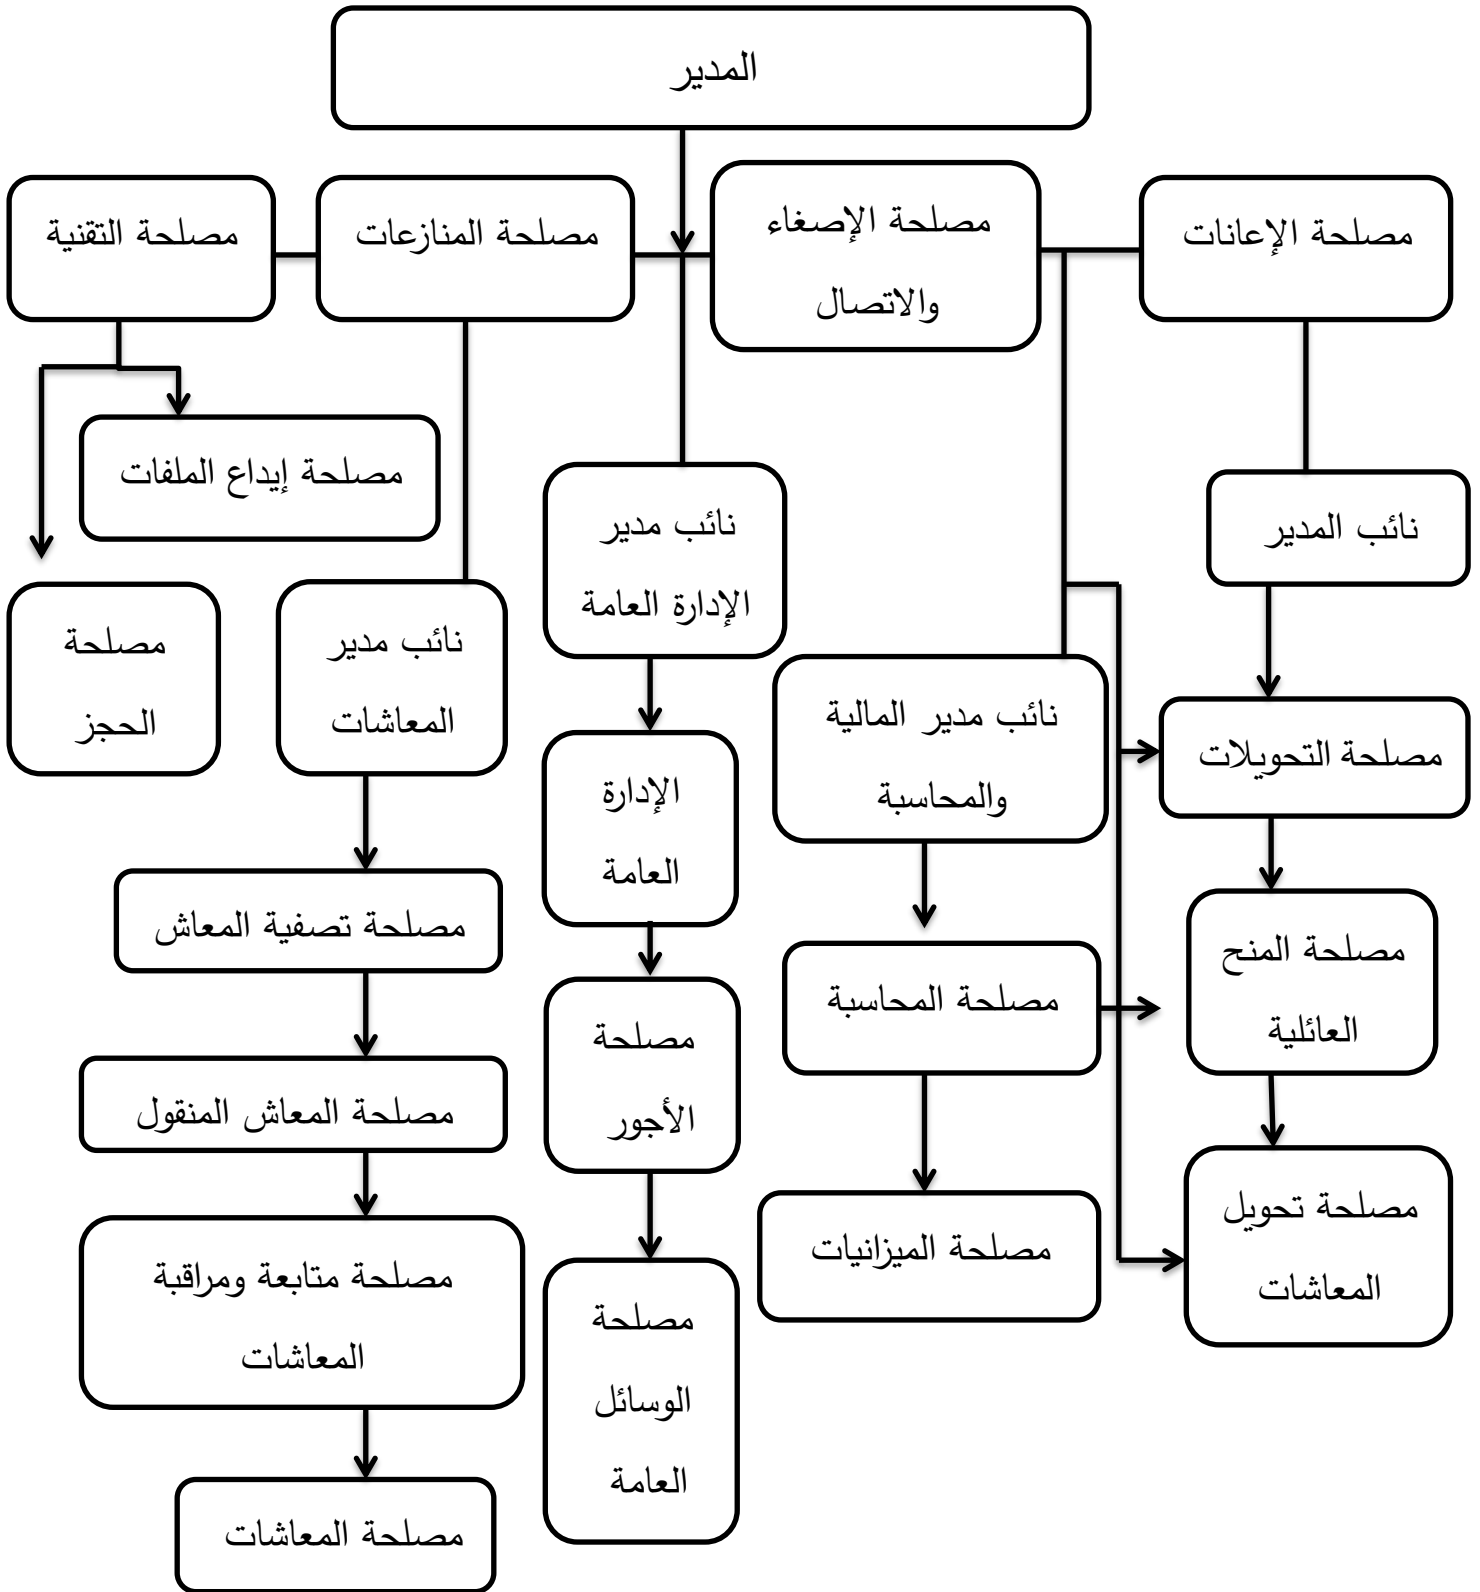 المدير
مصلحة الإعانات
مصلحة الإصغاء
والاتصال
مصلحة المنازعات
مصلحة التقنية
مصلحة إيداع الملفات
مصلحة
الحجز
نائب المدير
مصلحة التحويلات
مصلحة المنح
العائلية
مصلحة تحويل
المعاشات
نائب مدير المالية
والمحاسبة
مصلحة المحاسبة
مصلحة الميزانيات
نائب مدير
الإدارة العامة
الإدارة
العامة
مصلحة
الأجور
مصلحة
الوسائل
العامة
نائب مدير
المعاشات
مصلحة تصفية المعاش
مصلحة المعاش المنقول
مصلحة متابعة ومراقبة
المعاشات
مصلحة المعاشات